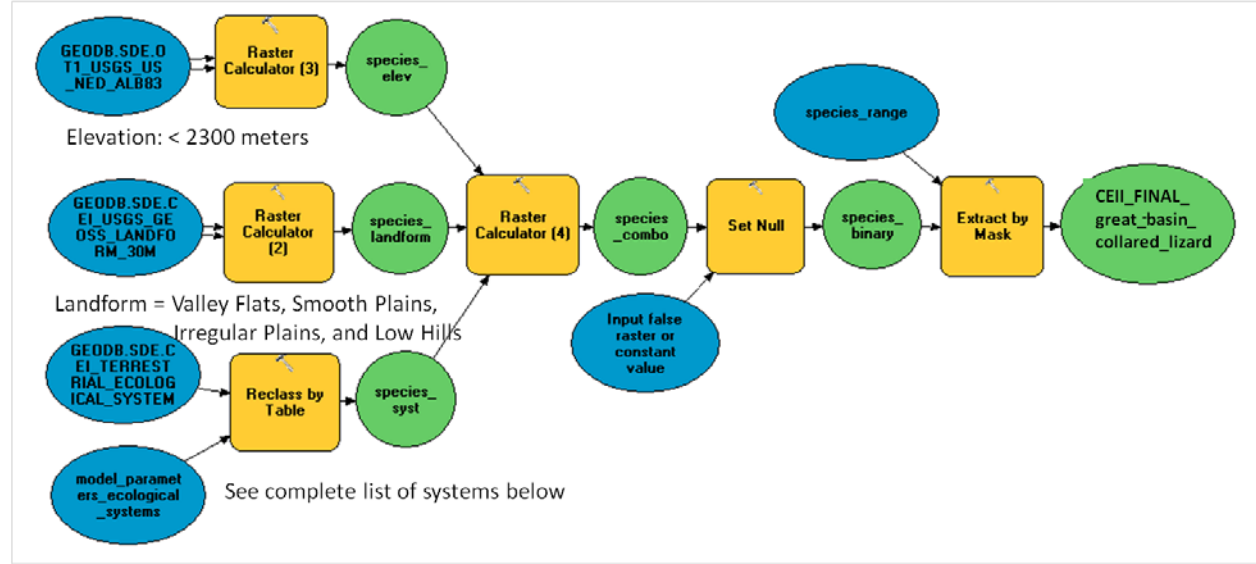 GEODB.SDE.O
T1_USGS_US
_NED_ALB83
Raster
Calculator (3)
species_
elev
Elevation: < 2300 meters
species_range
GEODB.SDE.C
EI_USGS_GE
OSS_LANDFO
RM_30M
Raster
Calculator
(2)
species_
landform
Raster
Calculator (4)
species
_combo
Set Null
species_
binary
Extract by
Mask
CEII_FINAL_
great_basin_
collared_lizard
Landform = Valley Flats, Smooth Plains,
Irregular Plains, and Low Hills
Input false
raster or
constant
value
GEODB.SDE.C
EI_TERREST
RIAL_ECOLOG
ICAL_SYSTEM
Reclass by
Table
species_
syst
model_paramet
ers_ecological
_systems
See complete list of systems below